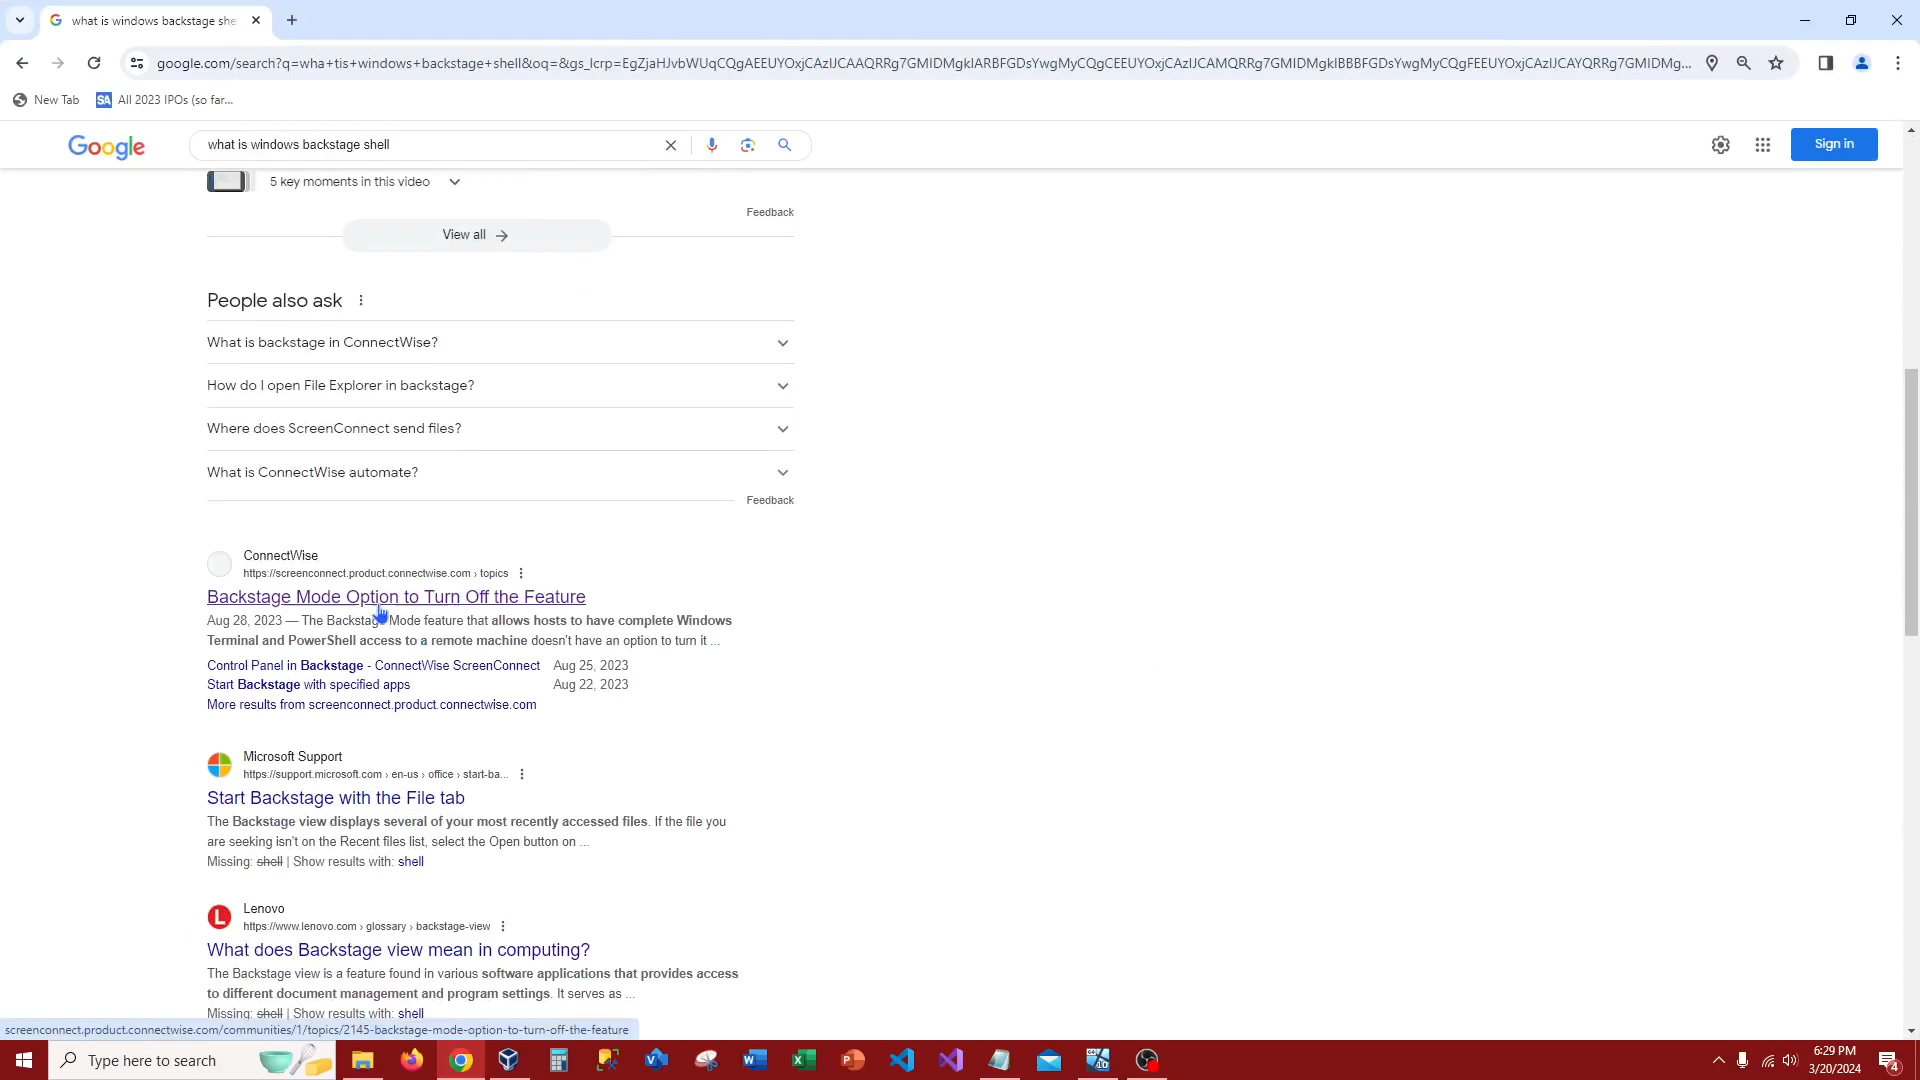 what is windows backstage she
google.com/search?q=wha+tis+windows+backstage+shell&oq=&gs_lcrp=EgZjaHJvbWUqCQgAEEUYOxjCAzIJCAAQRRg7GMIDMgkIARBFGDsYwgMyCQgCEEUYOxjCAzIJCAMQRRg7GMIDMgkIBBBFGDsYwgMyCQgFEEUYOxjCAzIJCAYQRRg7GMIDMg...
New Tab
SA All 2023 IPOs (so far...
Google
what is windows backstage shell
Sign in
5 key moments in this video
Feedback
View all
People also ask
What is backstage in ConnectWise?
How do I open File Explorer in backstage?
Where does ScreenConnect send files?
What is ConnectWise automate?
Feedback
ConnectWise
https://screenconnect.product.connectwise.com › topics
Backstage Mode Option to Turn Off the Feature
Aug 28, 2023 — The Backstage Mode feature that allows hosts to have complete Windows
Terminal and PowerShell access to a remote machine doesn't have an option to turn it ...
Control Panel in Backstage - ConnectWise ScreenConnect Aug 25, 2023
Start Backstage with specified apps Aug 22, 2023
More results from screenconnect.product.connectwise.com
Microsoft Support
https://support.microsoft.com › en-us › office › start-ba...
Start Backstage with the File tab
The Backstage view displays several of your most recently accessed files. If the file you
are seeking isn't on the Recent files list, select the Open button on ...
Missing: shell | Show results with: shell
L
Lenovo
https://www.lenovo.com › glossary › backstage-view
What does Backstage view mean in computing?
The Backstage view is a feature found in various software applications that provides access
to different document management and program settings. It serves as ...
Missing: shell | Show results with: shell
screenconnect.product.connectwise.com/communities/1/topics/2145-backstage-mode-option-to-turn-off-the-feature
Type here to search
6:29 PM
3/20/2024
4